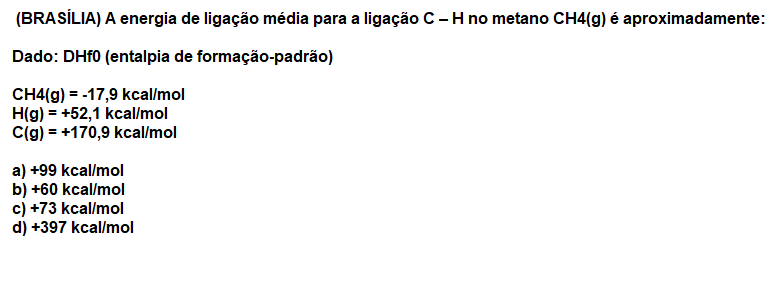 (BRASÍLIA) A energia de ligação média para a ligação C – H no metano CH4(g) é aproximadamente:
Dado: DHf0 (entalpia de formação-padrão)
CH4(g) = -17,9 kcal/mol
H(g) = +52,1 kcal/mol
C(g) = +170,9 kcal/mol
a) +99 kcal/mol
b) +60 kcal/mol
c) +73 kcal/mol
d) +397 kcal/mol